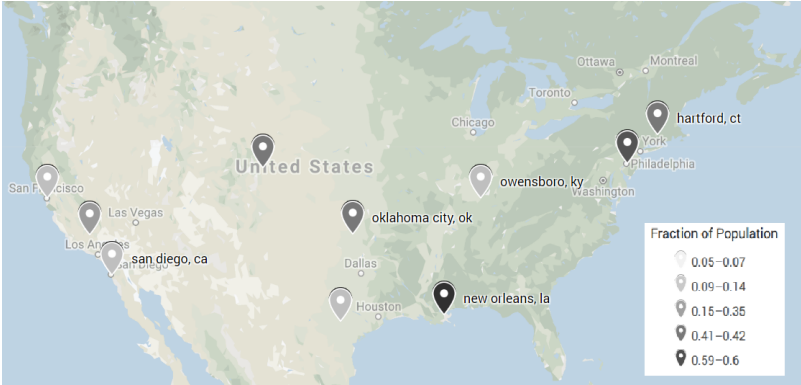 Ottawa
Montreal
Toronto
hartford, ct
Chicago
York
Philadelphia
United States
owensboro, ky
Washington
San Francisco
Las Vegas
oklahoma city, ok
Los Angeles
san diego, ca
San Diego
Dallas
new orleans, la
Houston
Fraction of Population
0.05–0.07
0.09–0.14
0.15–0.35
0.41–0.42
0.59–0.6